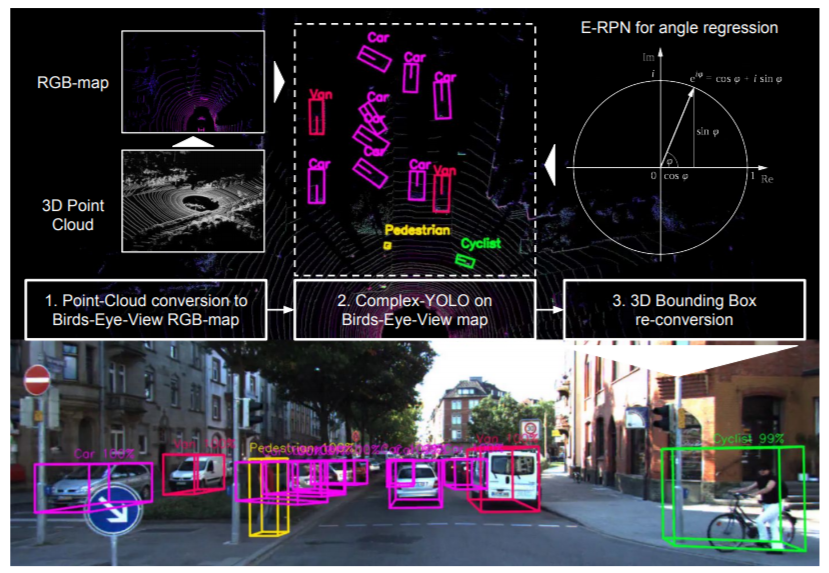 E-RPN for angle regression
RGB-map
3D Point
Cloud
Car
Car
Car
Van
Car
Car
Car
Car
Car
Van
Pedestrian
Cyclist
Im
i
e^iφ = cos φ + i sin φ
sin φ
φ
0
cos φ
1
Re
1. Point-Cloud conversion to
Birds-Eye-View RGB-map
2. Complex-YOLO on
Birds-Eye-View map
3. 3D Bounding Box
re-conversion
Car 100%
Van 100%
Pedestrian 100%
Van
Cyclist 99%